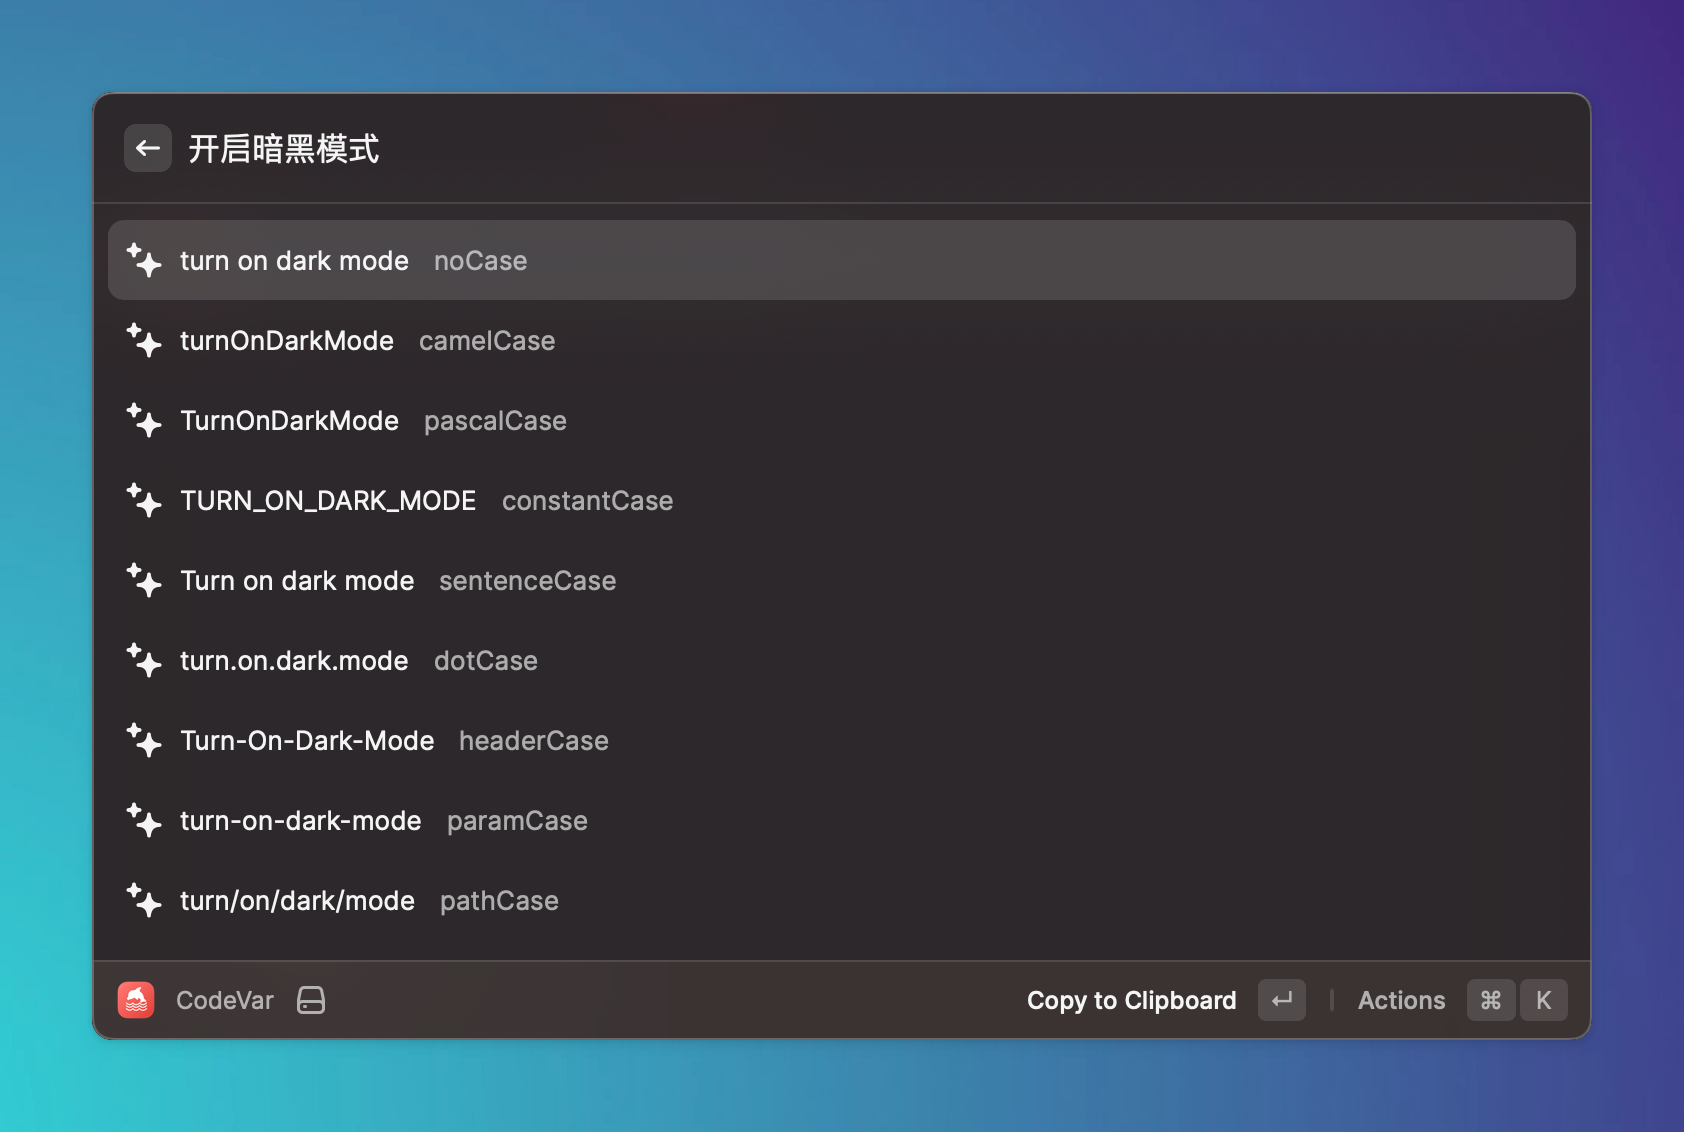 开启暗黑模式
turn on dark mode noCase
turnOnDarkMode camelCase
TurnOnDarkMode pascalCase
TURN_ON_DARK_MODE constantCase
Turn on dark mode sentenceCase
turn.on.dark.mode dotCase
Turn-On-Dark-Mode headerCase
turn-on-dark-mode paramCase
turn/on/dark/mode pathCase
CodeVar Copy to Clipboard ↵ | Actions ⌘ K